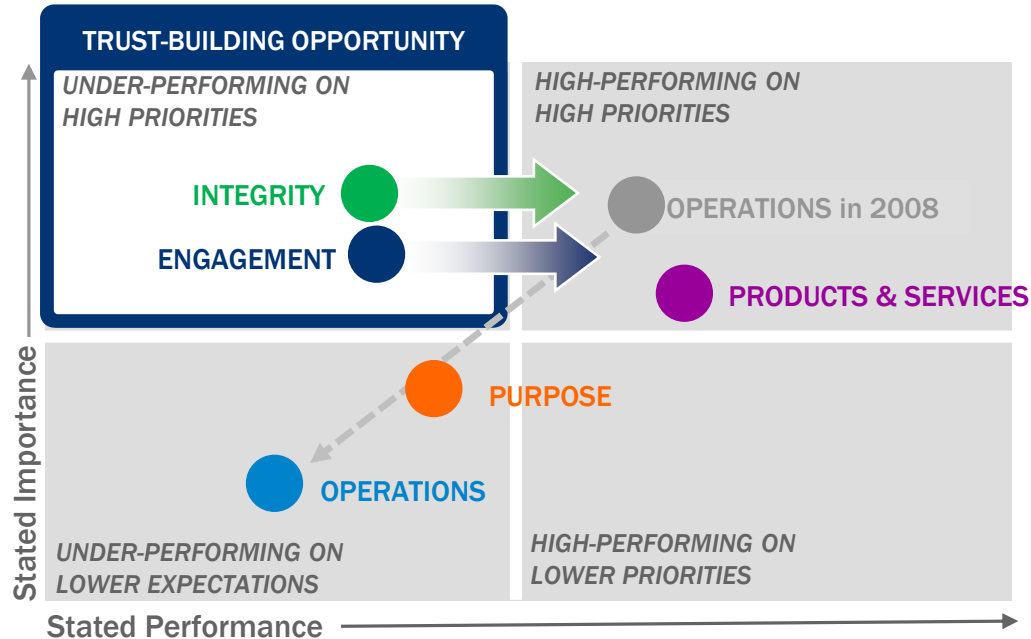 TRUST-BUILDING OPPORTUNITY
UNDER-PERFORMING ON
HIGH PRIORITIES
HIGH-PERFORMING ON
HIGH PRIORITIES
INTEGRITY
OPERATIONS in 2008
ENGAGEMENT
PRODUCTS & SERVICES
PURPOSE
OPERATIONS
UNDER-PERFORMING ON
LOWER EXPECTATIONS
HIGH-PERFORMING ON
LOWER PRIORITIES
Stated Importance
Stated Performance